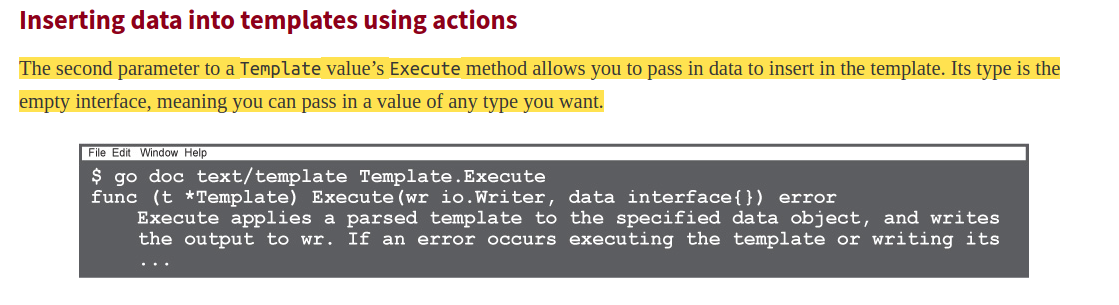 Inserting data into templates using actions
The second parameter to a Template value’s Execute method allows you to pass in data to insert in the template. Its type is the
empty interface, meaning you can pass in a value of any type you want.
File Edit Window Help
$ go doc text/template Template.Execute
func (t *Template) Execute(wr io.Writer, data interface{}) error
    Execute applies a parsed template to the specified data object, and writes
    the output to wr. If an error occurs executing the template or writing its
    ...